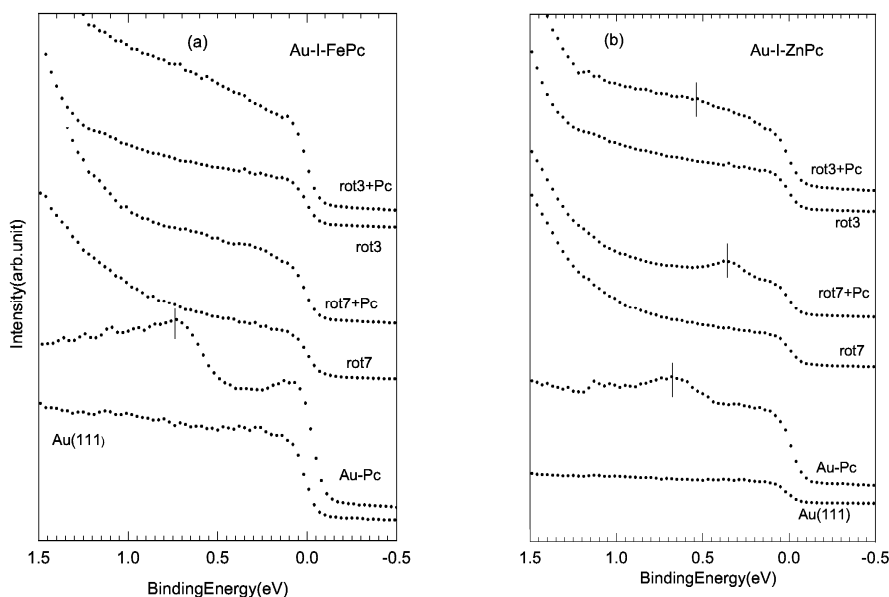 (a)
Au-I-FePc
rot3+Pc
rot3
rot7+Pc
rot7
Au(111)
Au-Pc
Intensity(arb.unit)
1.5 1.0 0.5 0.0 -0.5
BindingEnergy(eV)
(b)
Au-I-ZnPc
rot3+Pc
rot3
rot7+Pc
rot7
Au-Pc
Au(111)
1.5 1.0 0.5 0.0 -0.5
BindingEnergy(eV)